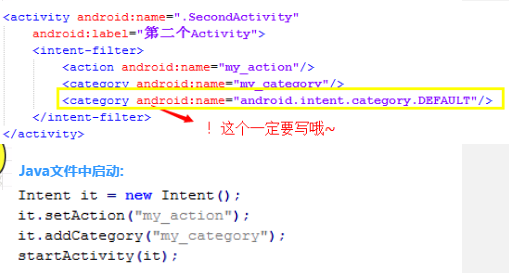 <activity android:name=".SecondActivity"
android:label="第二个Activity">
<intent-filter>
<action android:name="my_action"/>
<category android:name="my_category"/>
<category android:name="android.intent.category.DEFAULT"/>
</intent-filter>
！这个一定要写哦~
</activity>
Java文件中启动:
Intent it = new Intent();
it.setAction("my_action");
it.addCategory("my_category");
startActivity(it);